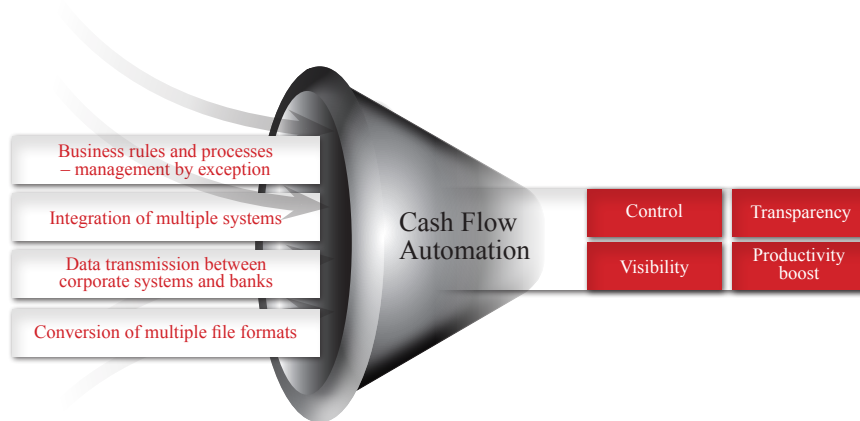 Business rules and processes
– management by exception
Integration of multiple systems
Data transmission between
corporate systems and banks
Conversion of multiple file formats
Cash Flow
Automation
Control
Transparency
Visibility
Productivity
boost